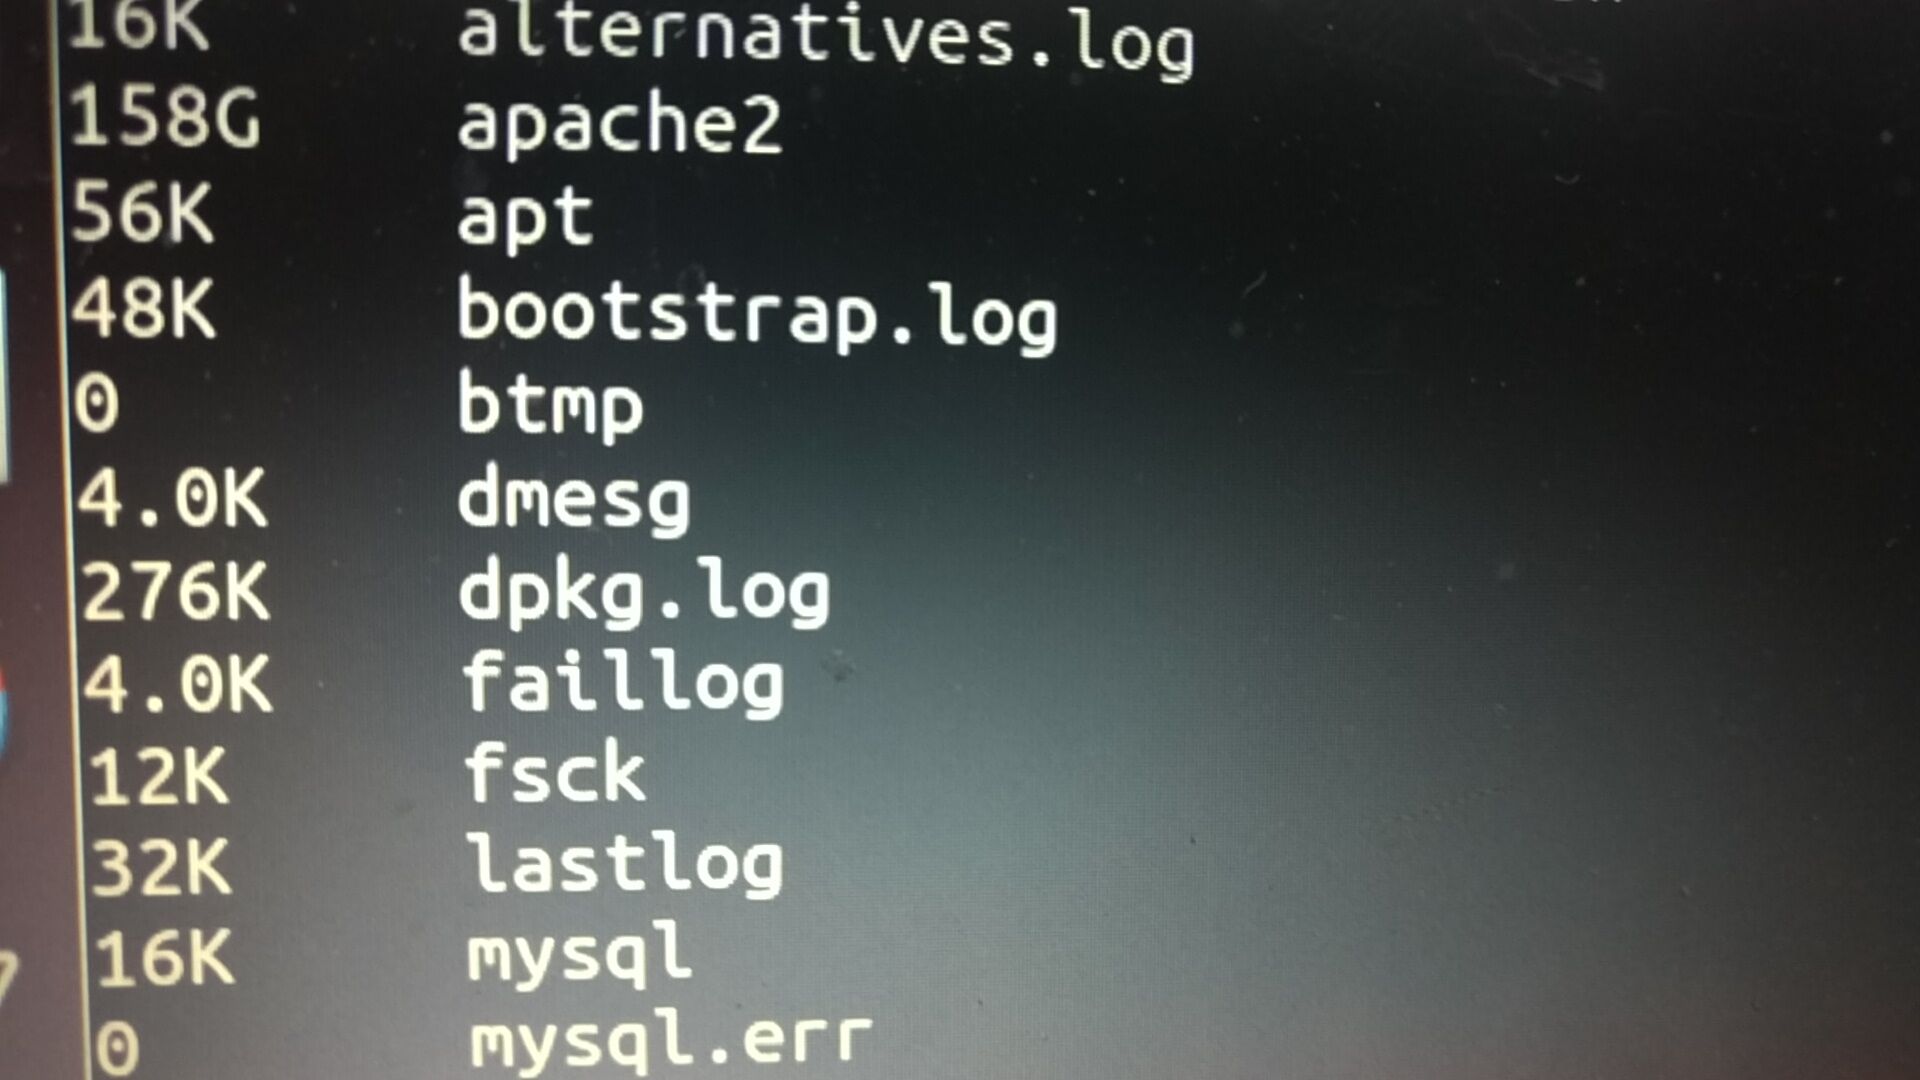 16K alternatives.log
158G apache2
56K apt
48K bootstrap.log
0 btmp
4.0K dmesg
276K dpkg.log
4.0K faillog
12K fsck
32K lastlog
16K mysql
0 mysql.err